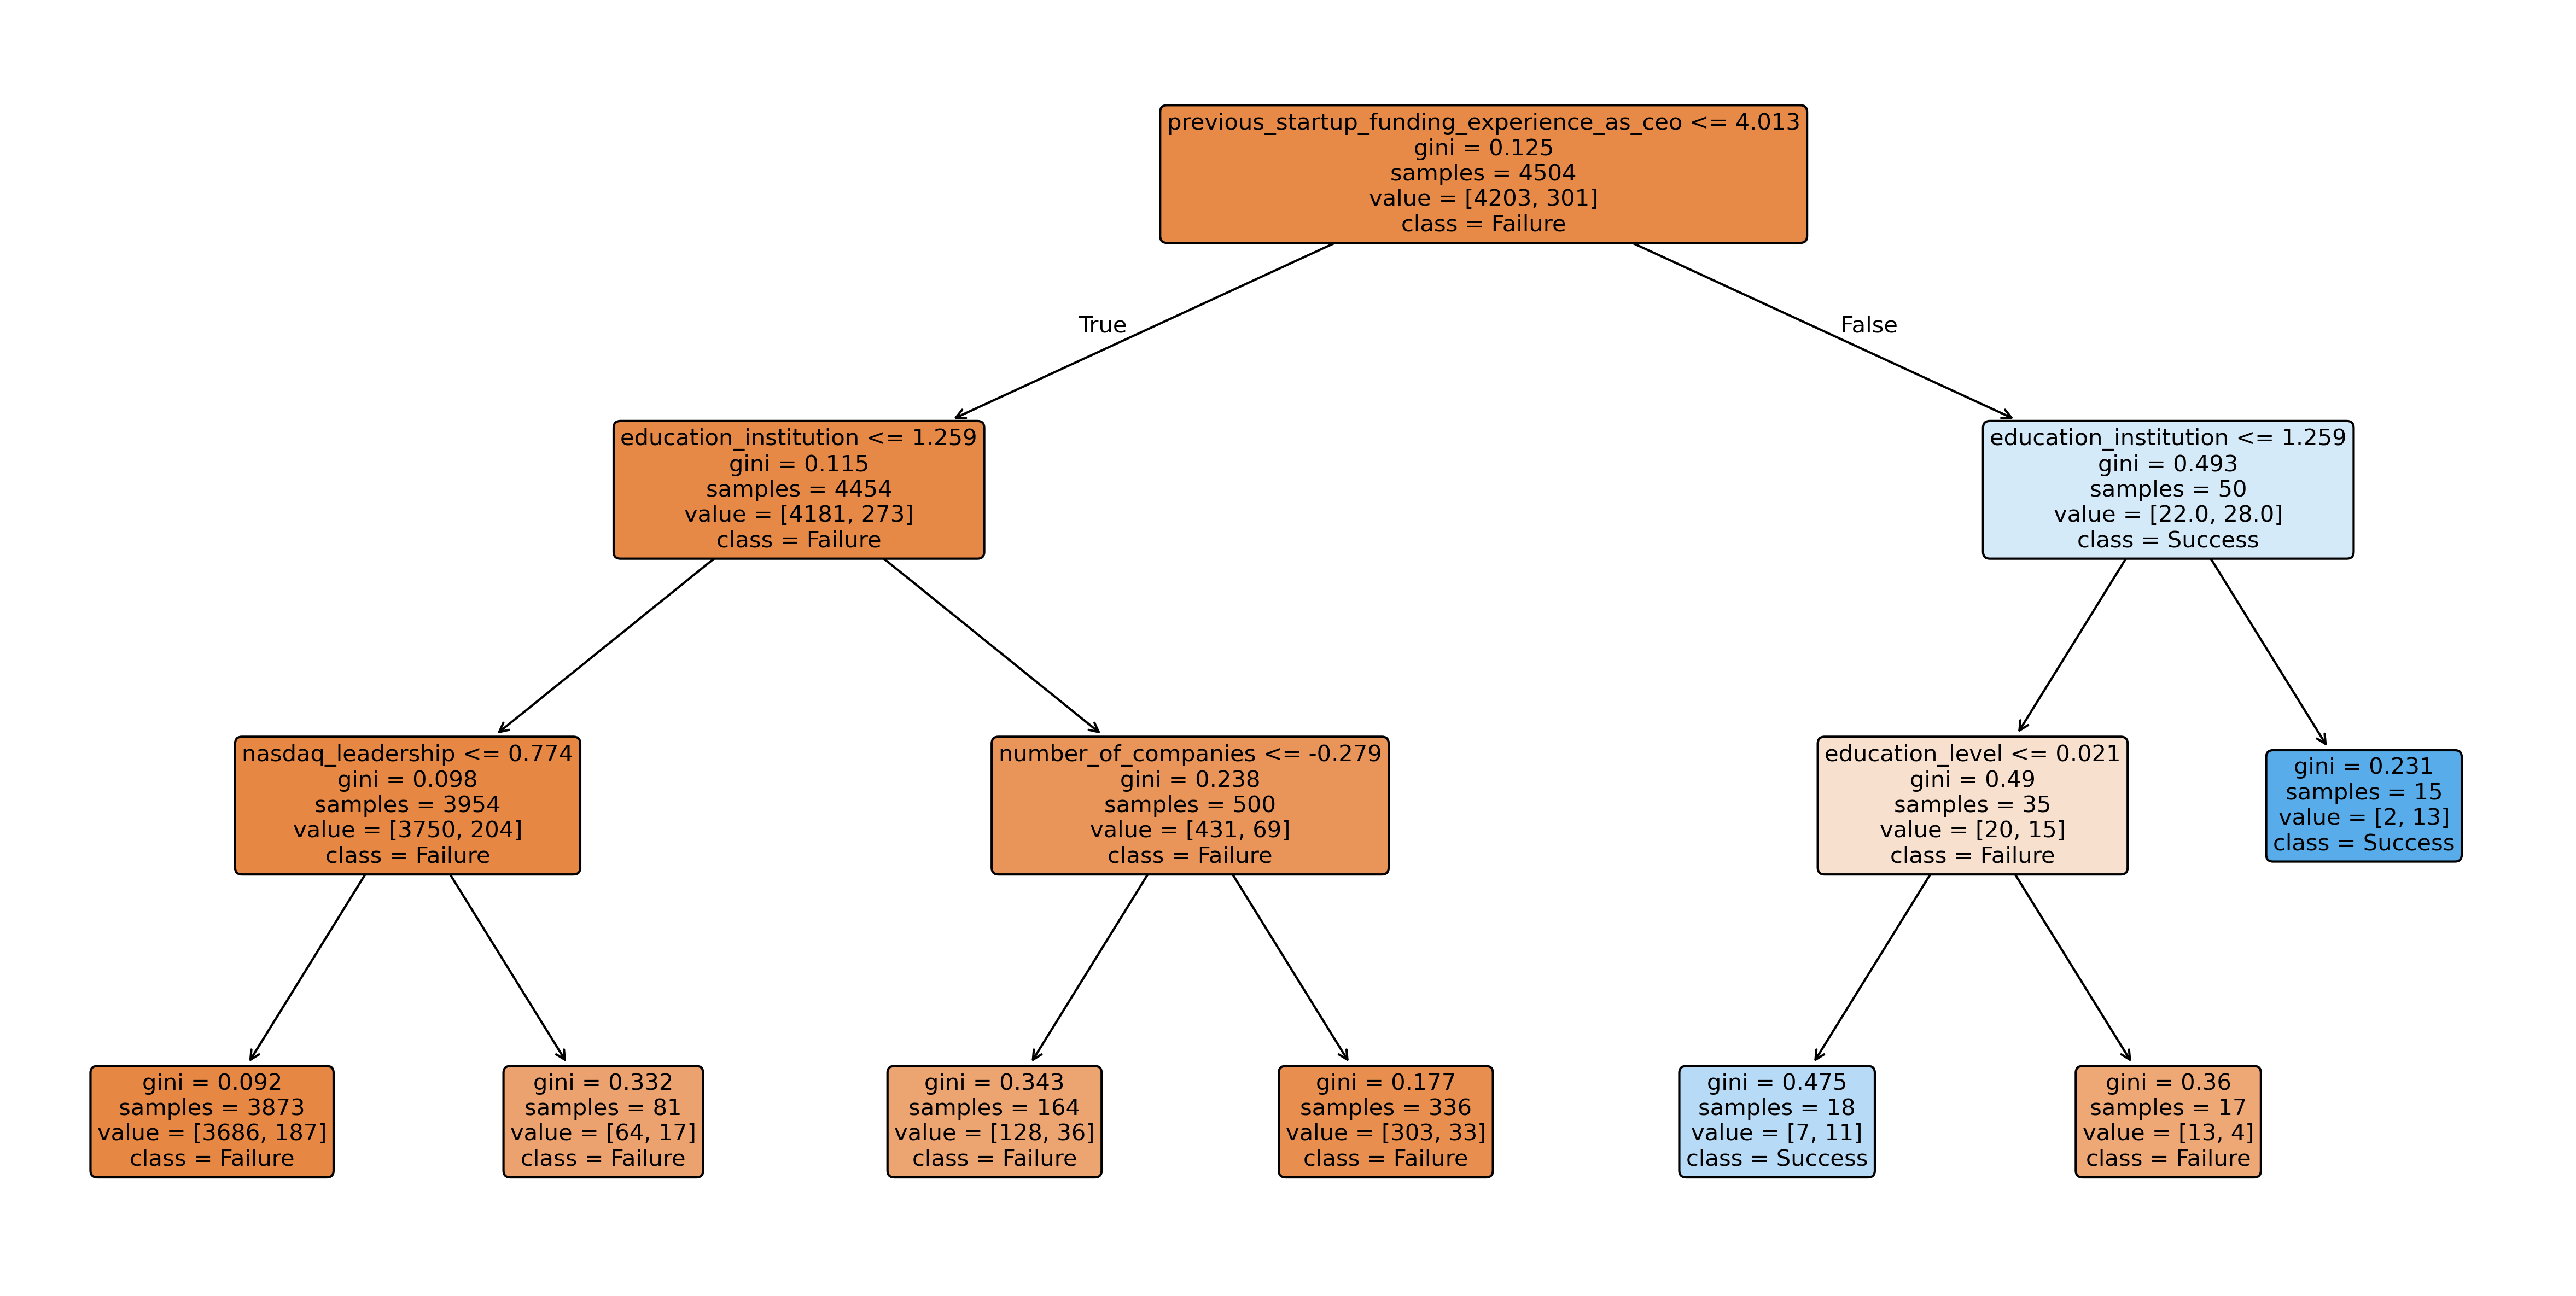 previous_startup_funding_experience_as_ceo <= 4.013
gini = 0.125
samples = 4504
value = [4203, 301]
class = Failure
True
False
education_institution <= 1.259
gini = 0.115
samples = 4454
value = [4181, 273]
class = Failure
education_institution <= 1.259
gini = 0.493
samples = 50
value = [22.0, 28.0]
class = Success
nasdaq_leadership <= 0.774
gini = 0.098
samples = 3954
value = [3750, 204]
class = Failure
number_of_companies <= -0.279
gini = 0.238
samples = 500
value = [431, 69]
class = Failure
education_level <= 0.021
gini = 0.49
samples = 35
value = [20, 15]
class = Failure
gini = 0.231
samples = 15
value = [2, 13]
class = Success
gini = 0.092
samples = 3873
value = [3686, 187]
class = Failure
gini = 0.332
samples = 81
value = [64, 17]
class = Failure
gini = 0.343
samples = 164
value = [128, 36]
class = Failure
gini = 0.177
samples = 336
value = [303, 33]
class = Failure
gini = 0.475
samples = 18
value = [7, 11]
class = Success
gini = 0.36
samples = 17
value = [13, 4]
class = Failure